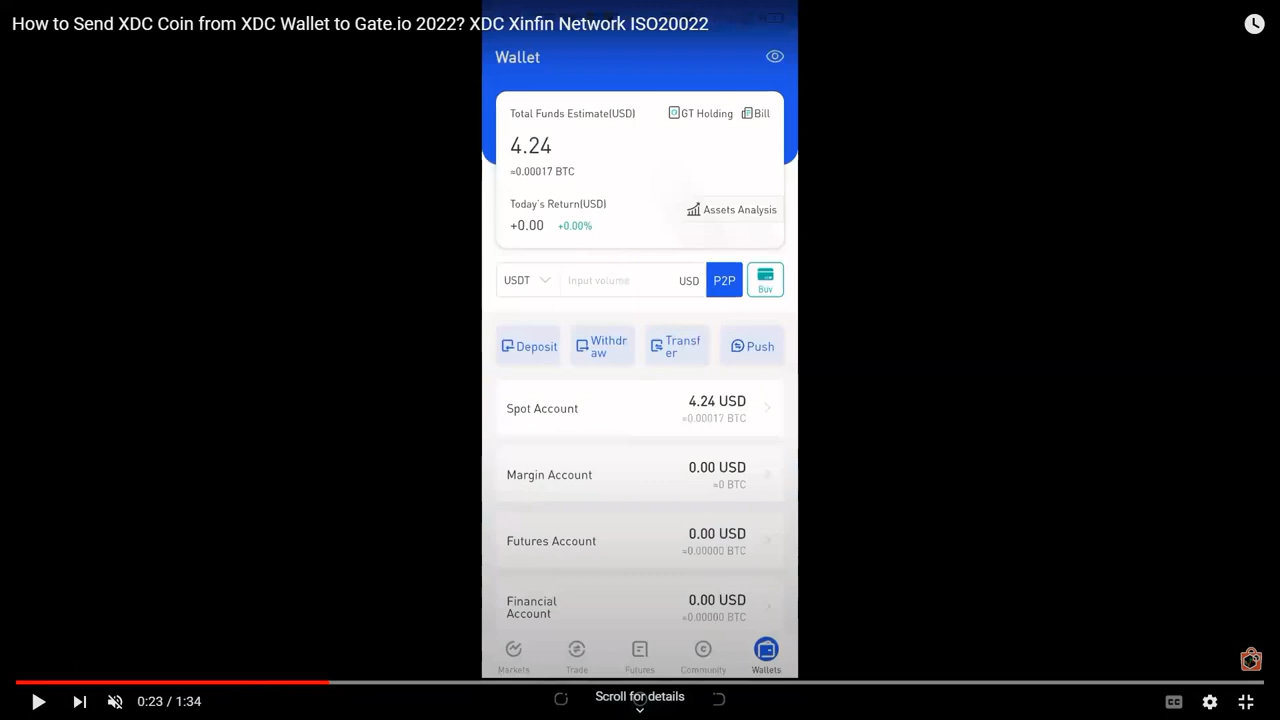 How to Send XDC Coin from XDC Wallet to Gate.io 2022? XDC Xinfin Network ISO20022
Wallet
Total Funds Estimate(USD)
GT Holding
Bill
4.24
≈0.00017 BTC
Today's Return(USD)
Assets Analysis
+0.00 +0.00%
USDT
Input volume
USD
P2P
Buy
Deposit
Withdr
aw
Transf
er
Push
Spot Account
4.24 USD
≈0.00017 BTC
Margin Account
0.00 USD
≈0 BTC
Futures Account
0.00 USD
≈0.00000 BTC
Financial
Account
0.00 USD
≈0.00000 BTC
Markets
Trade
Futures
Community
Wallets
0:23 / 1:34
Scroll for details
CC